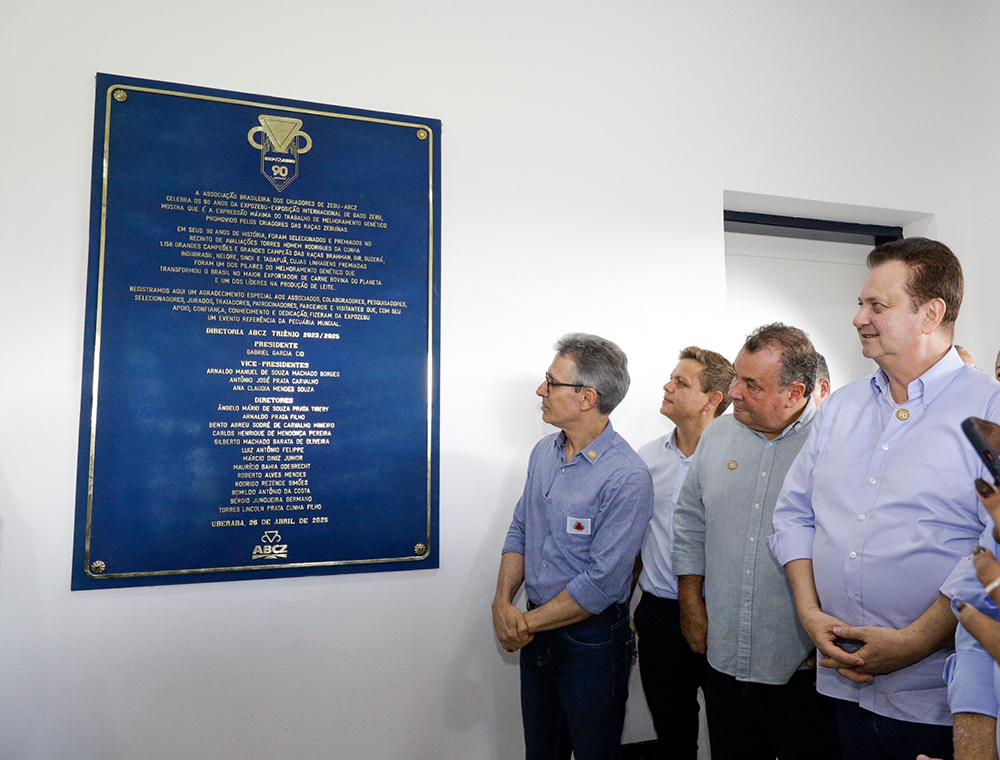 EXPOZEBU
90
ANOS
A ASSOCIAÇÃO BRASILEIRA DOS CRIADORES DE ZEBU-ABCZ
CELEBRA OS 90 ANOS DA EXPOZEBU-EXPOSIÇÃO INTERNACIONAL DE GADO ZEBU,
MOSTRA QUE É A EXPRESSÃO MÁXIMA DO TRABALHO DE MELHORAMENTO GENÉTICO
PROMOVIDO PELOS CRIADORES DAS RAÇAS ZEBUÍNAS.
EM SEUS 90 ANOS DE HISTÓRIA, FORAM SELECIONADOS E PREMIADOS NO
RECINTO DE AVALIAÇÕES TORRES HOMEM RODRIGUES DA CUNHA
1.158 GRANDES CAMPEÕES E GRANDES CAMPEÃS DAS RAÇAS BRAHMAN, GIR, GUZERÁ,
INDUBRASIL, NELORE, SINDI E TABAPUÃ, CUJAS LINHAGENS PREMIADAS
FORAM UM DOS PILARES DO MELHORAMENTO GENÉTICO QUE
TRANSFORMOU O BRASIL NO MAIOR EXPORTADOR DE CARNE BOVINA DO PLANETA
E UM DOS LÍDERES NA PRODUÇÃO DE LEITE.
REGISTRAMOS AQUI UM AGRADECIMENTO ESPECIAL AOS ASSOCIADOS, COLABORADORES, PESQUISADORES,
SELECIONADORES, JURADOS, TRATADORES, PATROCINADORES, PARCEIROS E VISITANTES QUE, COM SEU
APOIO, CONFIANÇA, CONHECIMENTO E DEDICAÇÃO, FIZERAM DA EXPOZEBU
UM EVENTO REFERÊNCIA DA PECUÁRIA MUNDIAL.
DIRETORIA ABCZ TRIÊNIO 2023/2025
PRESIDENTE
GABRIEL GARCIA CID
VICE-PRESIDENTES
ARNALDO MANUEL DE SOUZA MACHADO BORGES
ANTÔNIO JOSÉ PRATA CARVALHO
ANA CLAUDIA MENDES SOUZA
DIRETORES
ÂNGELO MÁRIO DE SOUZA PRATA TIBERY
ARNALDO PRATA FILHO
BENTO ABREU SODRÉ DE CARVALHO MINEIRO
CARLOS HENRIQUE DE MENDONÇA PEREIRA
GILBERTO MACHADO BARATA DE OLIVEIRA
LUIZ ANTÔNIO FELIPPE
MÁRCIO DINIZ JUNIOR
MAURÍCIO BAHIA ODEBRECHT
ROBERTO ALVES MENDES
RODRIGO REZENDE SIMÕES
ROMILDO ANTÔNIO DA COSTA
SÉRGIO JUNQUEIRA GERMANO
TORRES LINCOLN PRATA CUNHA FILHO
UBERABA, 26 DE ABRIL DE 2025
ABCZ